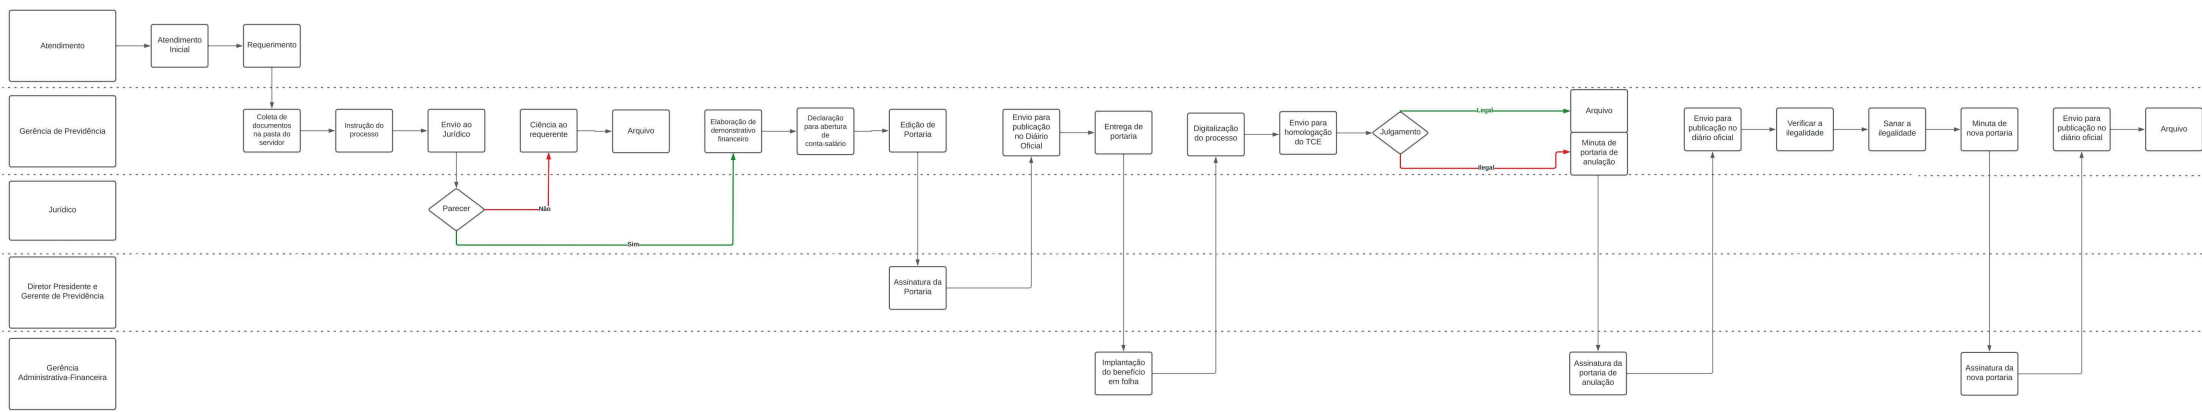 Atendimento
Atendimento
Inicial
Requerimento
Gerência de Previdência
Coleta de
documentos
na pasta do
servidor
Instrução do
processo
Envio ao
Jurídico
Ciência ao
requerente
Arquivo
Elaboração de
demonstrativo
financeiro
Declaração
para abertura
de
conta-salário
Edição de
Portaria
Envio para
publicação
no Diário
Oficial
Entrega de
portaria
Digitalização
do processo
Envio para
homologação
do TCE
Julgamento
Legal
Ilegal
Arquivo
Minuta de
portaria de
anulação
Envio para
publicação no
diário oficial
Verificar a
ilegalidade
Sanar a
ilegalidade
Minuta de
nova portaria
Envio para
publicação no
diário oficial
Arquivo
Jurídico
Parecer
Não
Sim
Diretor Presidente e
Gerente de Previdência
Assinatura da
Portaria
Gerência
Administrativa-Financeira
Implantação
do benefício
em folha
Assinatura da
portaria de
anulação
Assinatura da
nova portaria